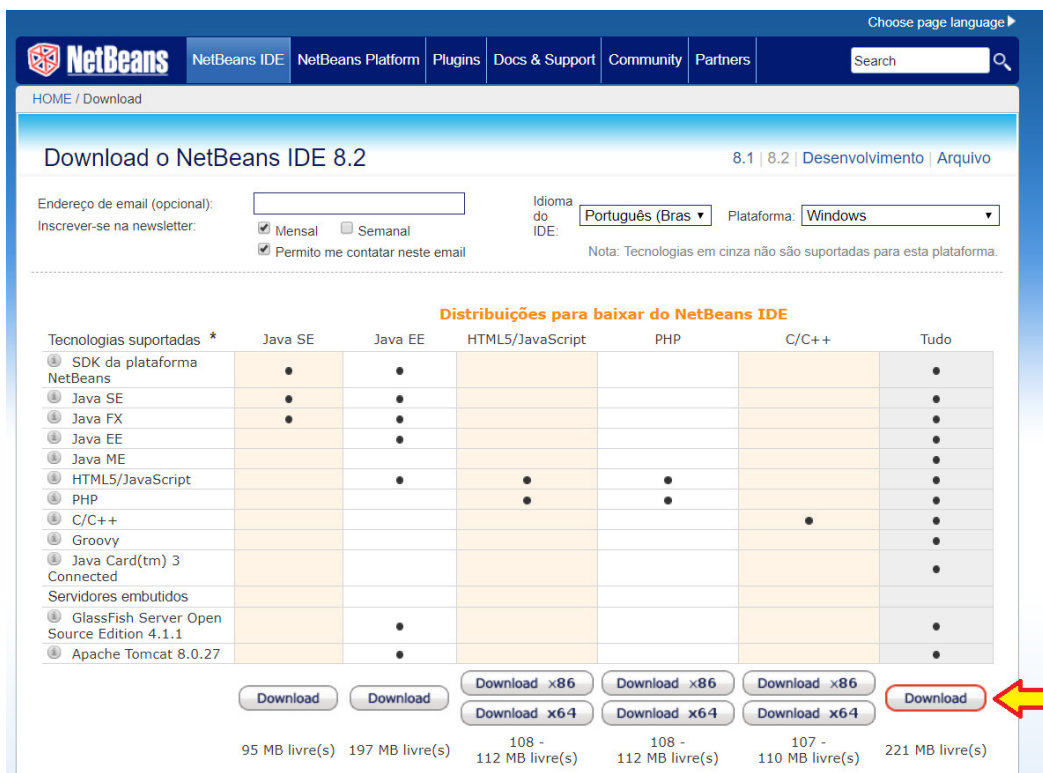 Choose page language
NetBeans
NetBeans IDE NetBeans Platform Plugins Docs & Support Community Partners Search
HOME / Download
Download o NetBeans IDE 8.2
8.1 | 8.2 | Desenvolvimento | Arquivo
Endereço de email (opcional):
Inscrever-se na newsletter:
Mensal Semanal
Permito me contatar neste email
Idioma
do
IDE:
Português (Bras
Plataforma: Windows
Nota: Tecnologias em cinza não são suportadas para esta plataforma.
Distribuições para baixar do NetBeans IDE
Tecnologias suportadas * Java SE Java EE HTML5/JavaScript PHP C/C++ Tudo
SDK da plataforma
NetBeans
Java SE
Java FX
Java EE
Java ME
HTML5/JavaScript
PHP
C/C++
Groovy
Java Card(tm) 3
Connected
Servidores embutidos
GlassFish Server Open
Source Edition 4.1.1
Apache Tomcat 8.0.27
Download x86 Download x86 Download x86
Download Download Download
Download x64 Download x64 Download x64
95 MB livre(s) 197 MB livre(s) 108 -
112 MB livre(s) 108 -
112 MB livre(s) 107 -
110 MB livre(s) 221 MB livre(s)